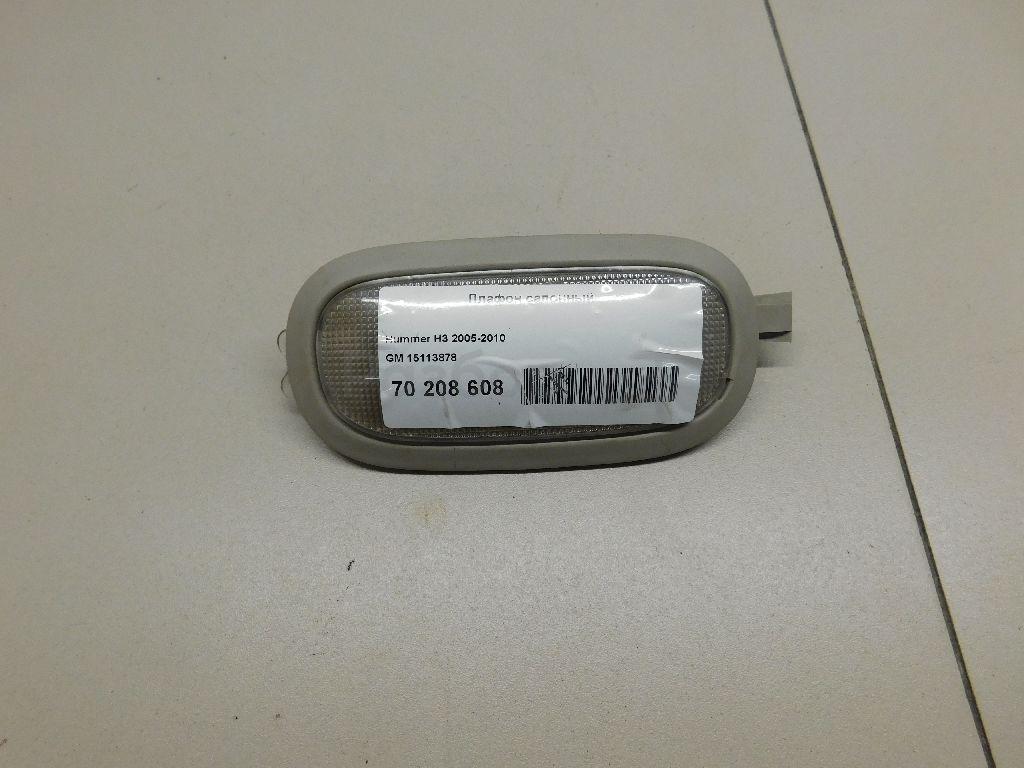 Плафон салонный
Hummer H3 2005-2010
GM 15113878
70 208 608